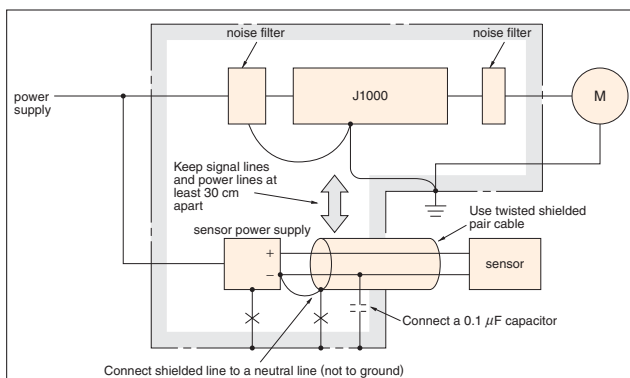 noise filter
noise filter
J1000
M
power
supply
Keep signal lines
and power lines at
least 30 cm
apart
Use twisted shielded
pair cable
sensor power supply
+
−
sensor
Connect a 0.1 µF capacitor
Connect shielded line to a neutral line (not to ground)